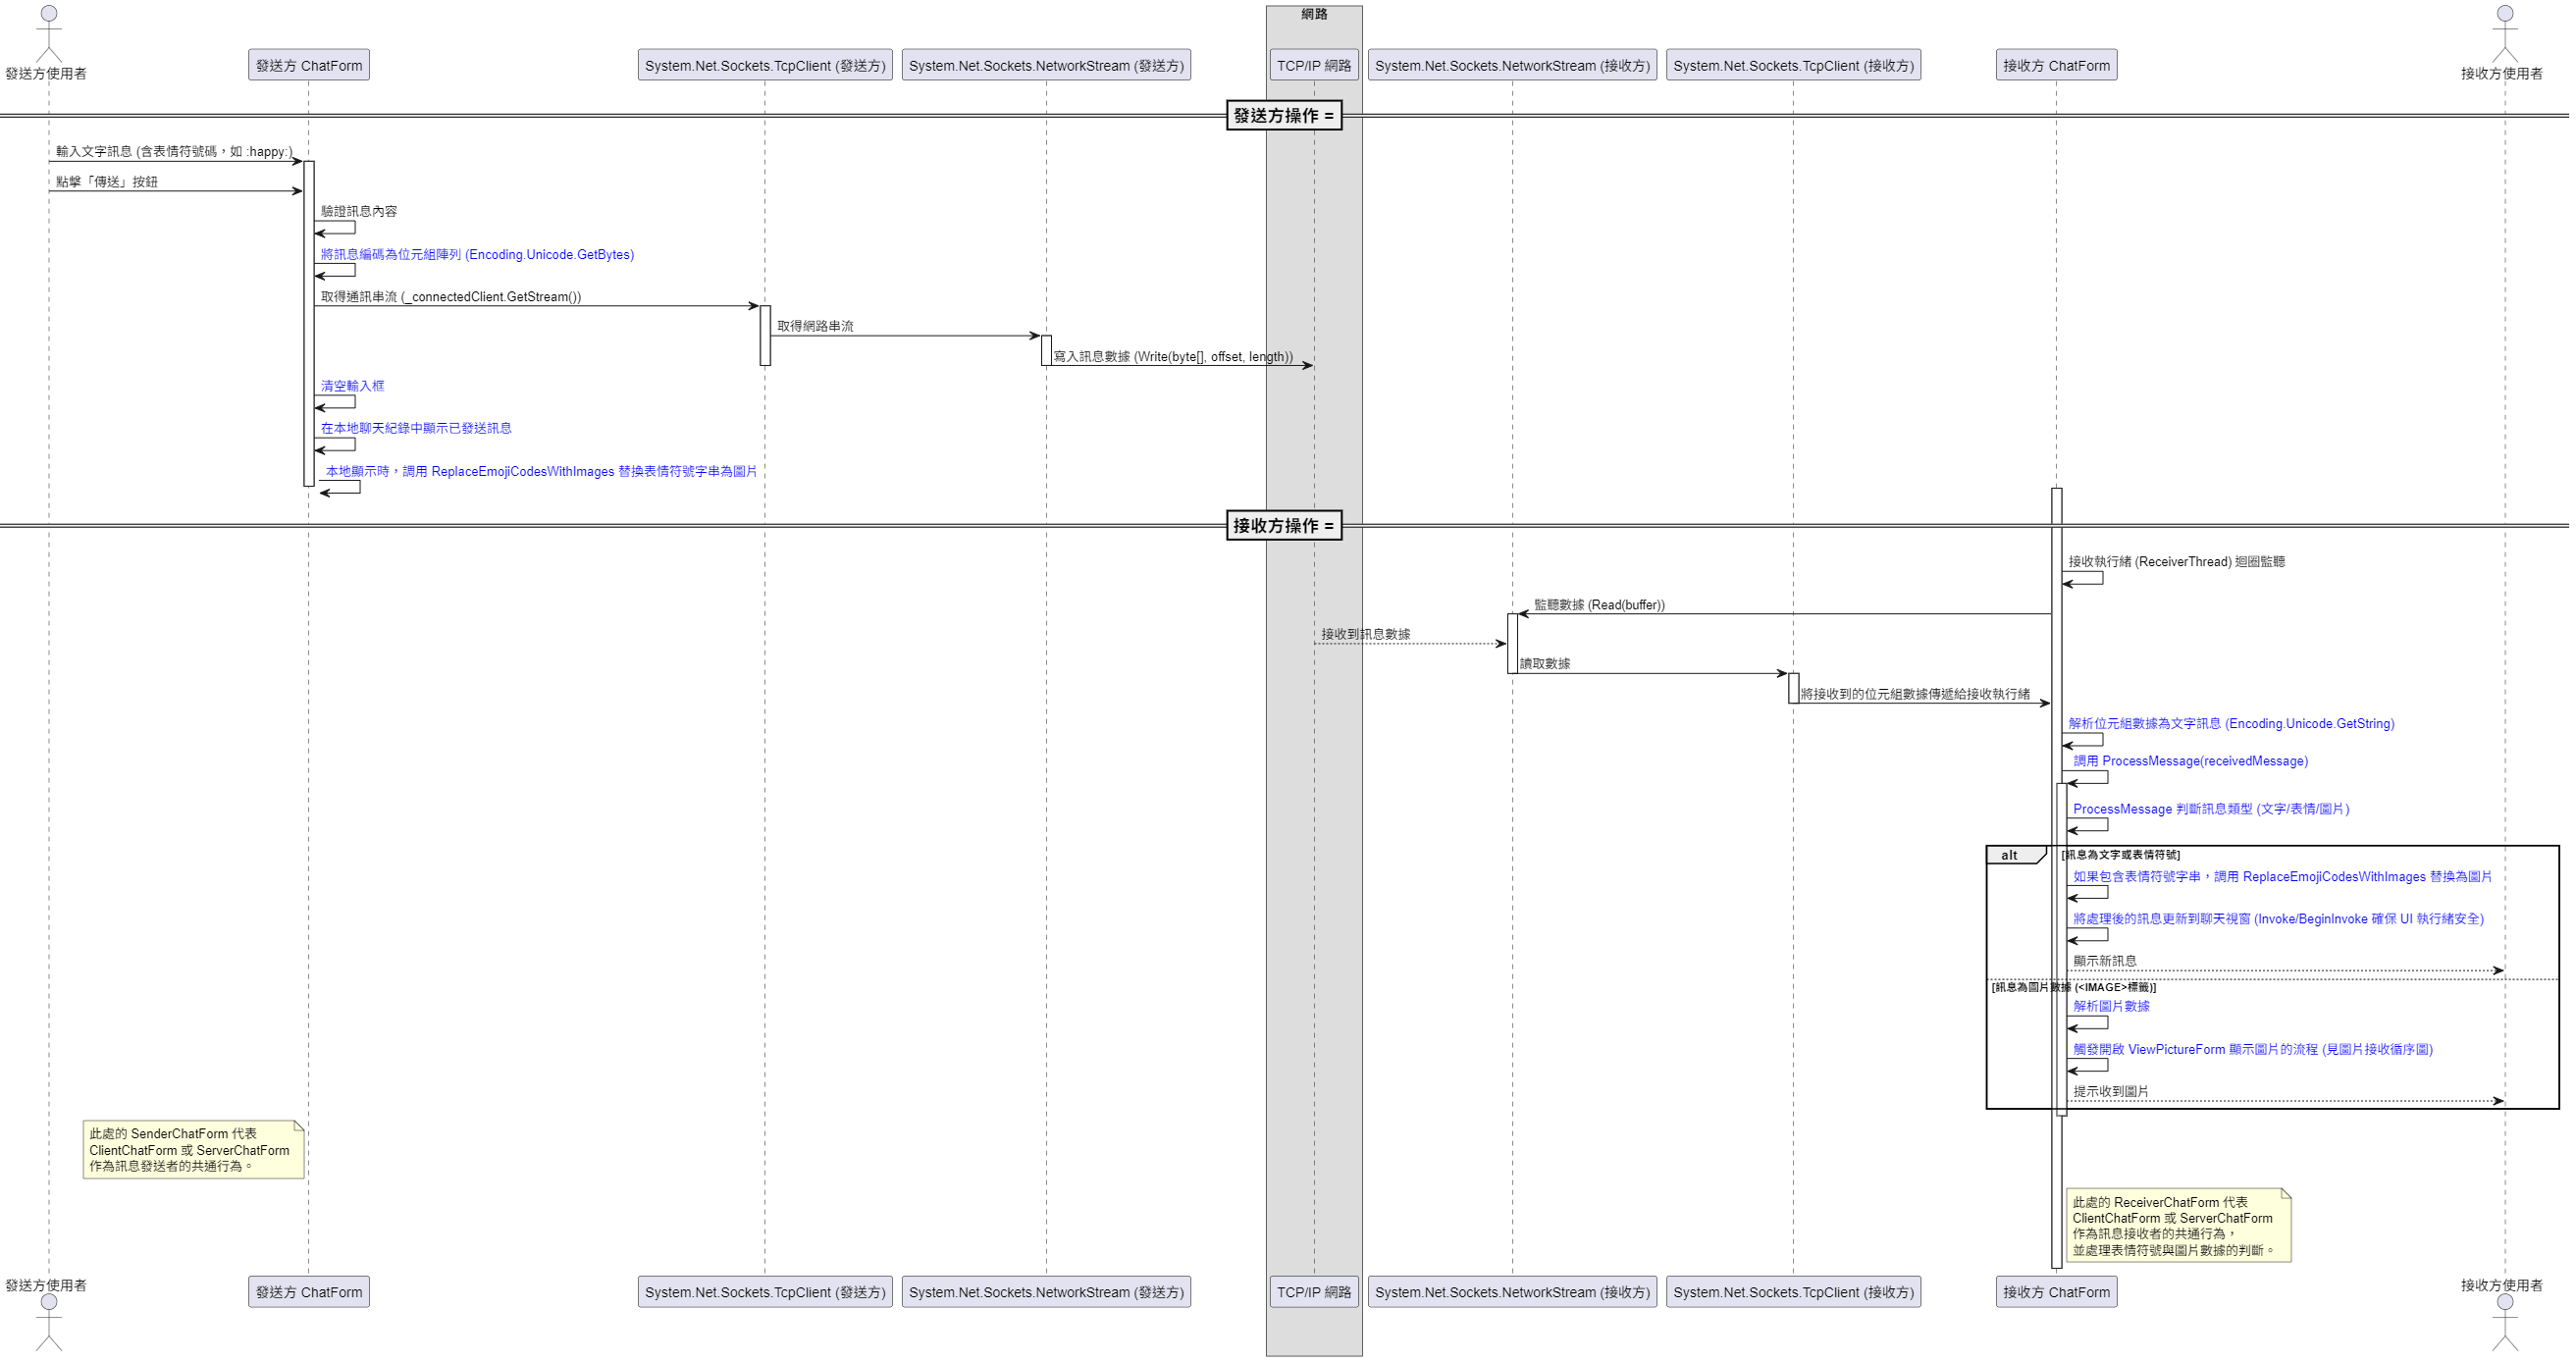 網路
發送方使用者
發送方 ChatForm
System.Net.Sockets.TcpClient (發送方)
System.Net.Sockets.NetworkStream (發送方)
TCP/IP 網路
System.Net.Sockets.NetworkStream (接收方)
System.Net.Sockets.TcpClient (接收方)
接收方 ChatForm
接收方使用者
發送方操作 =
輸入文字訊息 (含表情符號碼，如 :happy:)
點擊「傳送」按鈕
驗證訊息內容
將訊息編碼為位元組陣列 (Encoding.Unicode.GetBytes)
取得通訊串流 (_connectedClient.GetStream())
取得網路串流
寫入訊息數據 (Write(byte[], offset, length))
清空輸入框
在本地聊天紀錄中顯示已發送訊息
本地顯示時，調用 ReplaceEmojiCodesWithImages 替換表情符號字串為圖片
接收方操作 =
接收執行緒 (ReceiverThread) 迴圈監聽
監聽數據 (Read(buffer))
接收到訊息數據
讀取數據
將接收到的位元組數據傳遞給接收執行緒
解析位元組數據為文字訊息 (Encoding.Unicode.GetString)
調用 ProcessMessage(receivedMessage)
ProcessMessage 判斷訊息類型 (文字/表情/圖片)
alt
[訊息為文字或表情符號]
如果包含表情符號字串，調用 ReplaceEmojiCodesWithImages 替換為圖片
將處理後的訊息更新到聊天視窗 (Invoke/BeginInvoke 確保 UI 執行緒安全)
顯示新訊息
[訊息為圖片數據 (<IMAGE>標籤)]
解析圖片數據
觸發開啟 ViewPictureForm 顯示圖片的流程 (見圖片接收循序圖)
提示收到圖片
此處的 SenderChatForm 代表
ClientChatForm 或 ServerChatForm
作為訊息發送者的共通行為。
此處的 ReceiverChatForm 代表
ClientChatForm 或 ServerChatForm
作為訊息接收者的共通行為，
並處理表情符號與圖片數據的判斷。
發送方使用者
發送方 ChatForm
System.Net.Sockets.TcpClient (發送方)
System.Net.Sockets.NetworkStream (發送方)
TCP/IP 網路
System.Net.Sockets.NetworkStream (接收方)
System.Net.Sockets.TcpClient (接收方)
接收方 ChatForm
接收方使用者